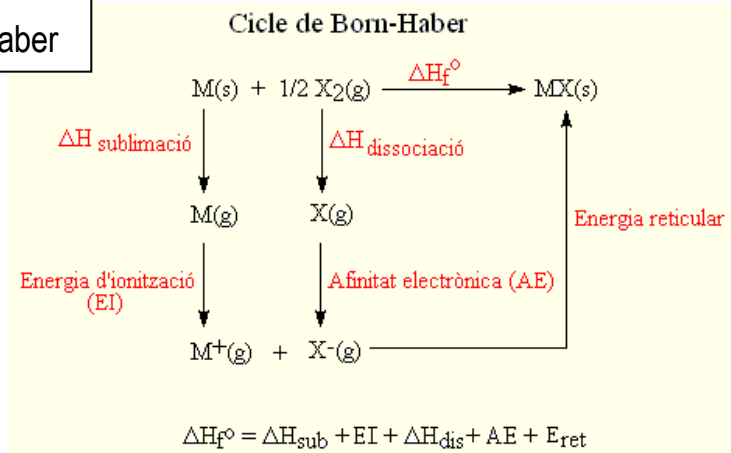 aber
Cicle de Born-Haber
M(s) + 1/2 X₂(g) ΔHf° MX(s)
ΔH sublimació ΔH dissociació
M(g) X(g) Energia reticular
Energia d'ionització Afinitat electrònica (AE)
(EI)
M⁺(g) + X⁻(g)
ΔHf° = ΔHsub + EI + ΔHdis + AE + Eret